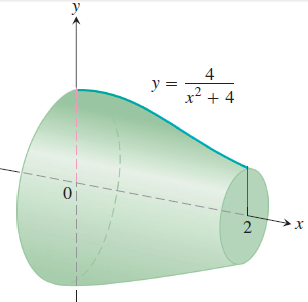 y
y = 4 / (x² + 4)
0
2
x